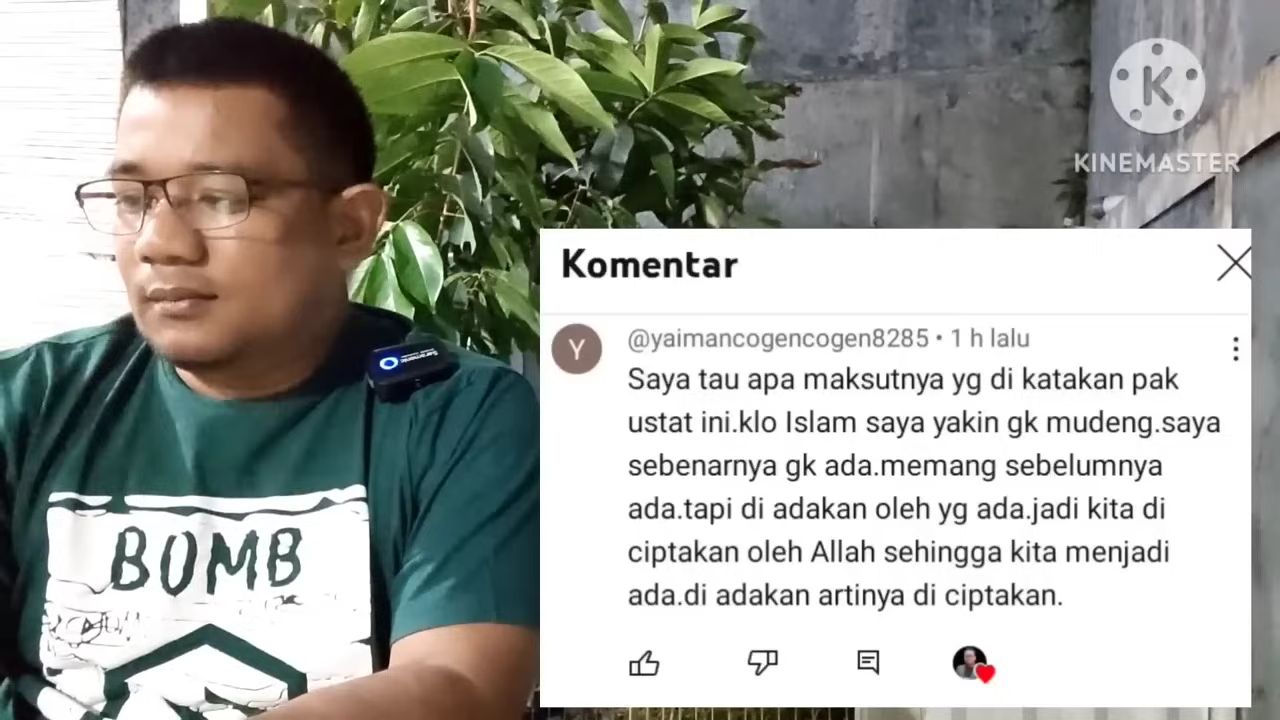 KINEMASTER
Komentar
Y
@yaimancogencogen8285 • 1 h lalu
Saya tau apa maksutnya yg di katakan pak
ustat ini.klo Islam saya yakin gk mudeng.saya
sebenarnya gk ada.memang sebelumnya
ada.tapi di adakan oleh yg ada.jadi kita di
ciptakan oleh Allah sehingga kita menjadi
ada.di adakan artinya di ciptakan.
Saramonic
BOMB